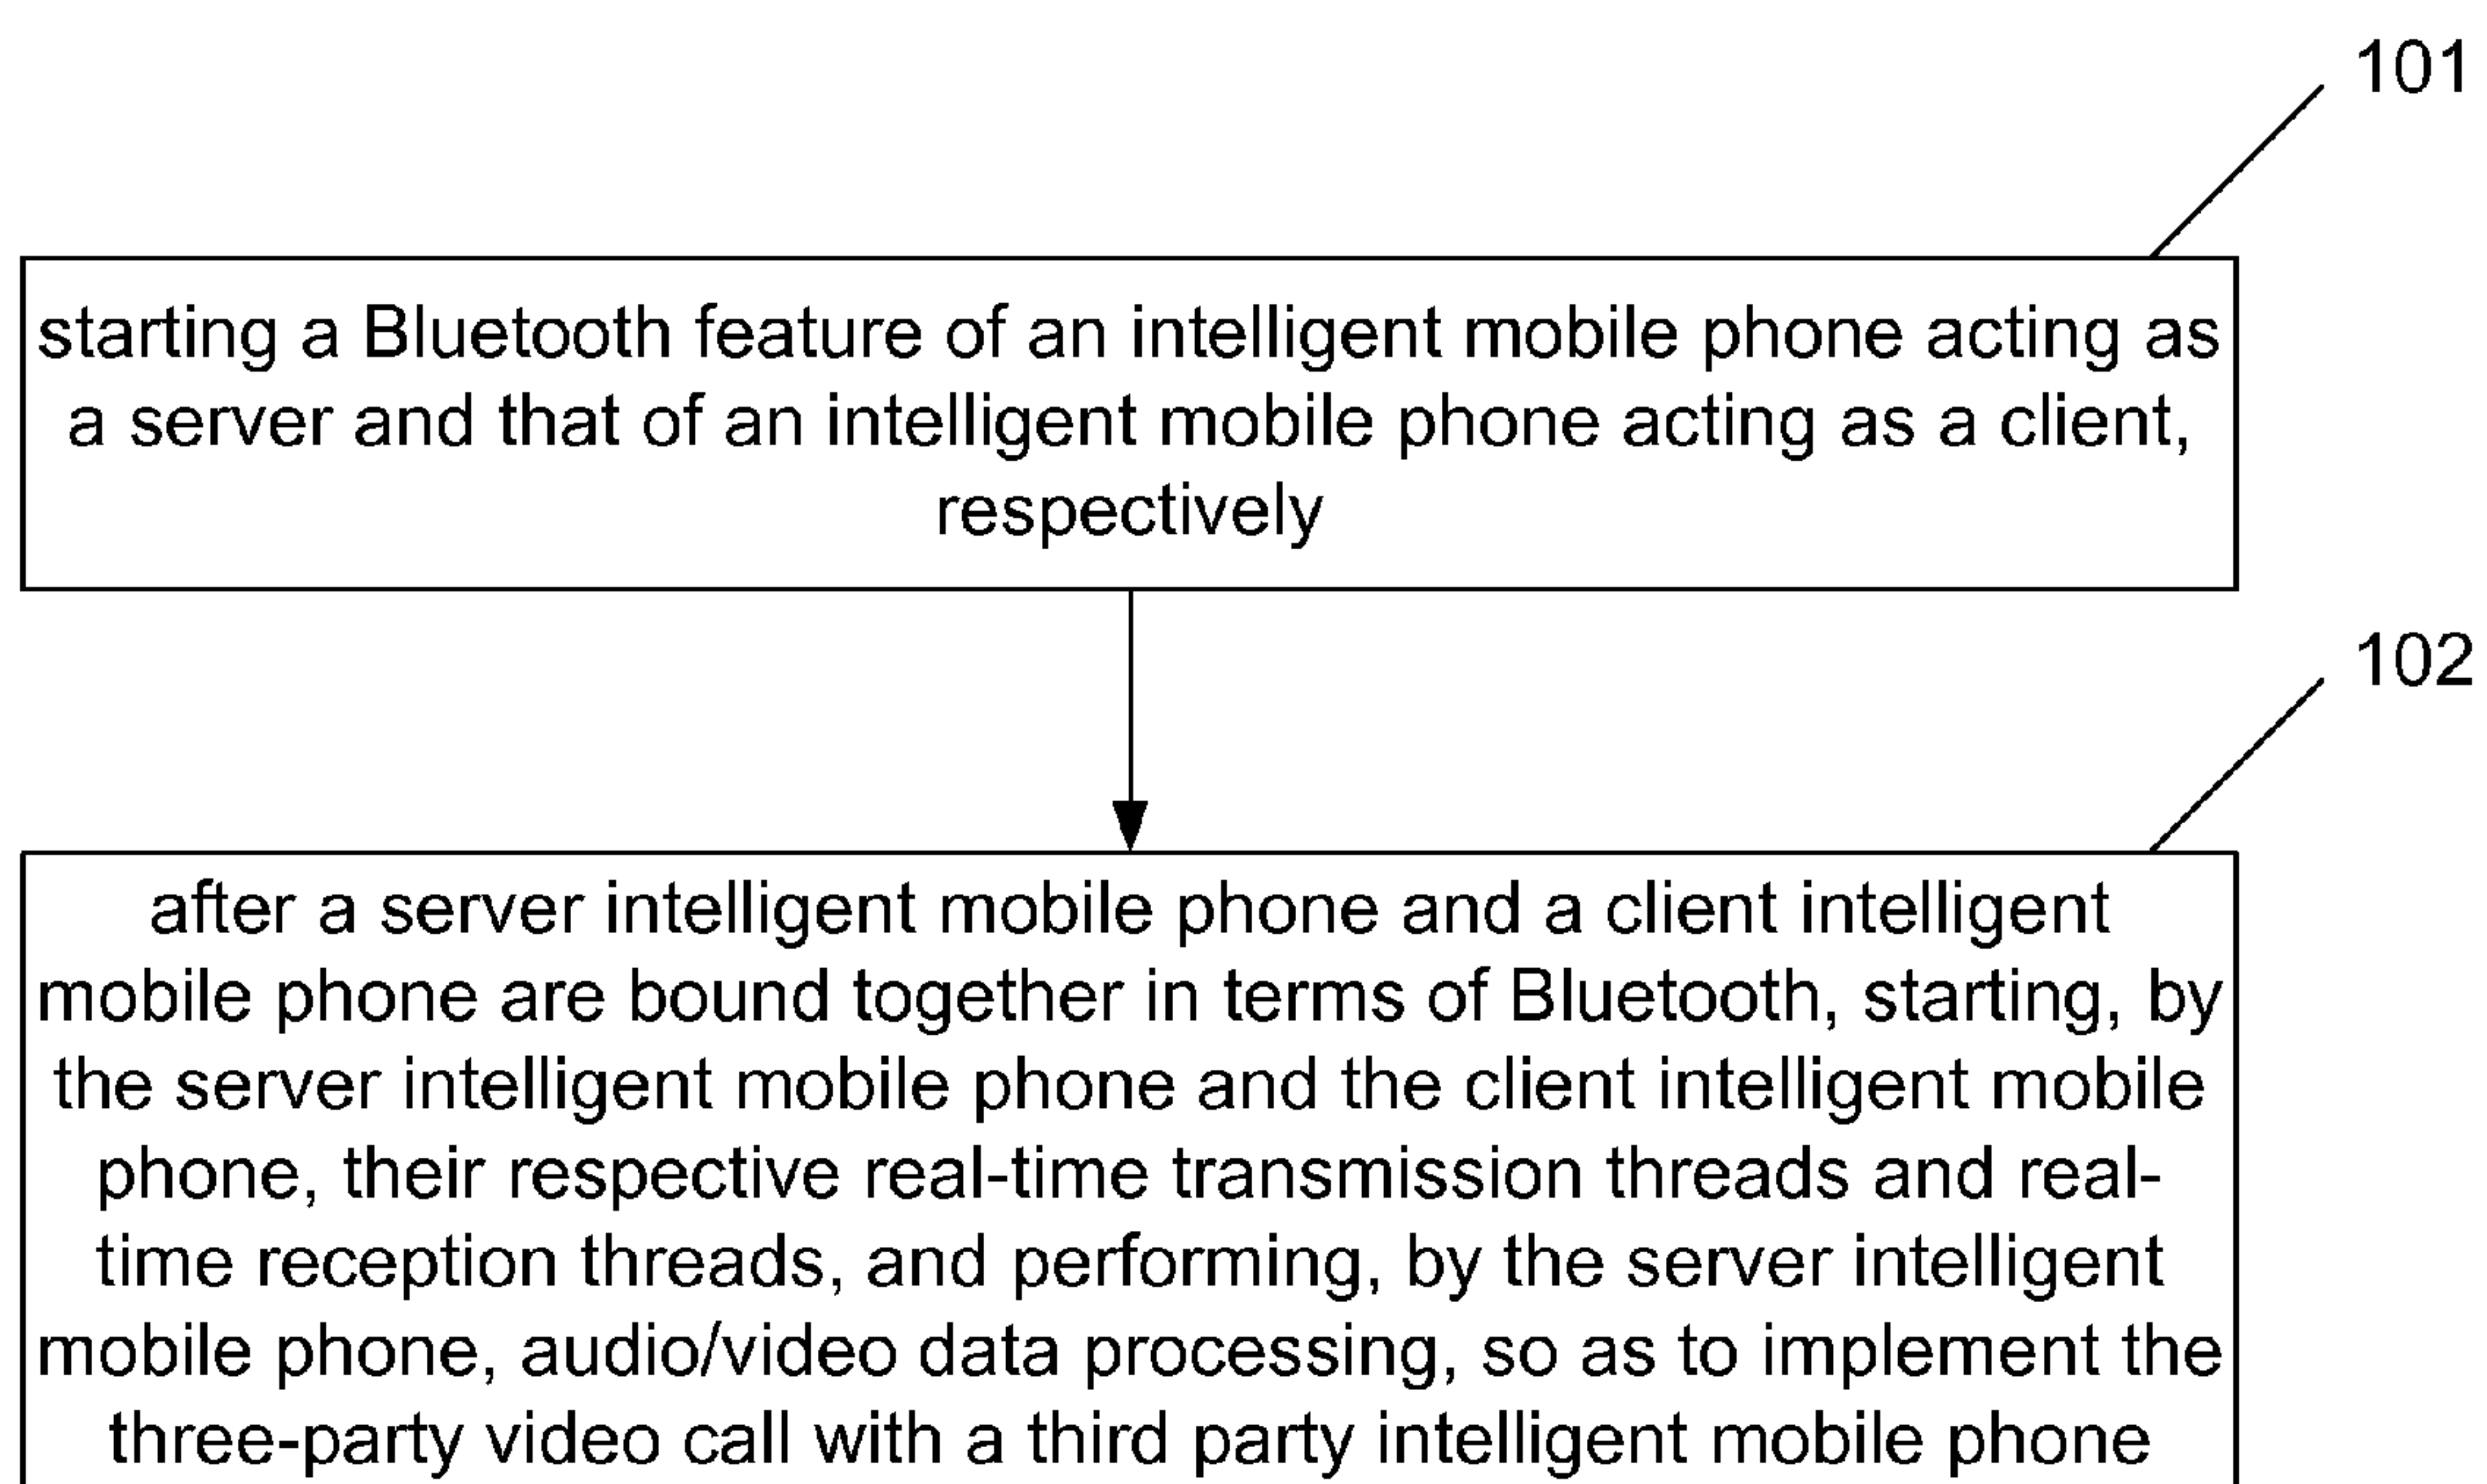 101
starting a Bluetooth feature of an intelligent mobile phone acting as
a server and that of an intelligent mobile phone acting as a client,
respectively
102
after a server intelligent mobile phone and a client intelligent
mobile phone are bound together in terms of Bluetooth, starting, by
the server intelligent mobile phone and the client intelligent mobile
phone, their respective real-time transmission threads and real-
time reception threads, and performing, by the server intelligent
mobile phone, audio/video data processing, so as to implement the
three-party video call with a third party intelligent mobile phone